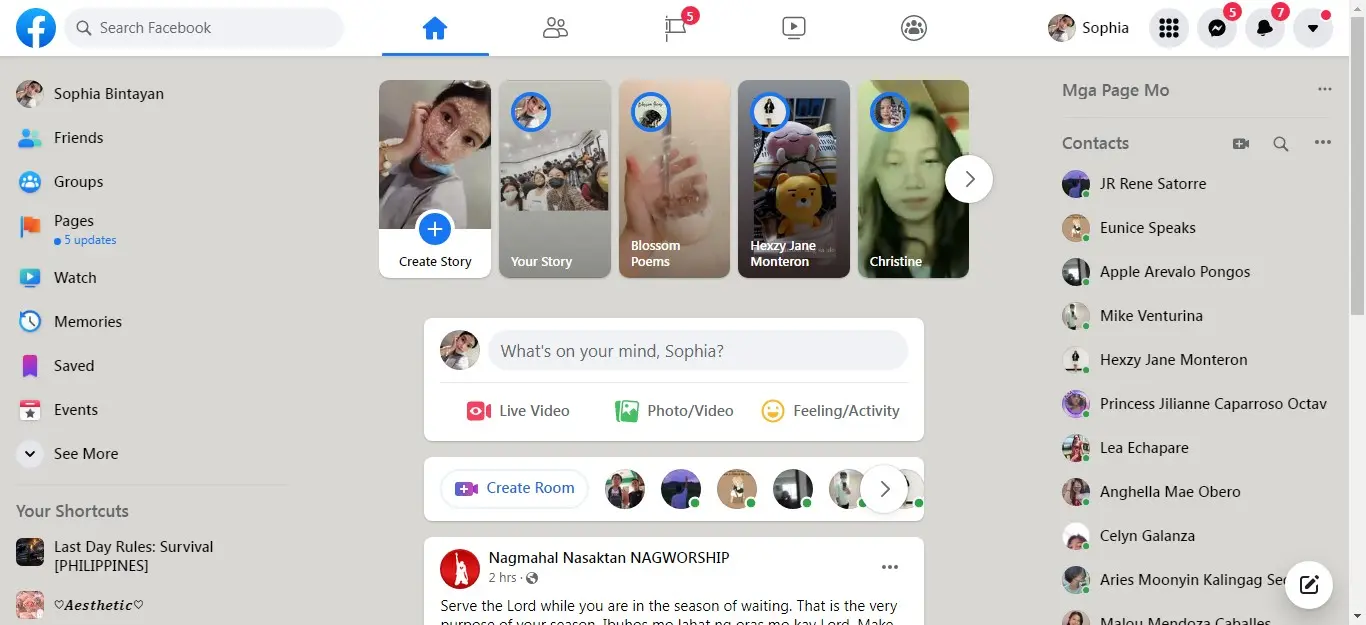 Search Facebook
5
Sophia
5
7
Sophia Bintayan
Friends
Groups
Pages
5 updates
Watch
Memories
Saved
Events
See More
Your Shortcuts
Last Day Rules: Survival
[PHILIPPINES]
♡Aesthetic♡
Create Story
Your Story
Blossom
Poems
Hexzy Jane
Monteron
Christine
What's on your mind, Sophia?
Live Video
Photo/Video
Feeling/Activity
Create Room
Nagmahal Nasaktan NAGWORSHIP
2 hrs ·
Serve the Lord while you are in the season of waiting. That is the very
purpose of your season. Ibuhos mo lahat ng oras mo kay Lord. Make
Mga Page Mo
Contacts
JR Rene Satorre
Eunice Speaks
Apple Arevalo Pongos
Mike Venturina
Hexzy Jane Monteron
Princess Jilianne Caparroso Octav
Lea Echapare
Anghella Mae Obero
Celyn Galanza
Aries Moonyin Kalingag Sec
Malou Mendoza Caballes